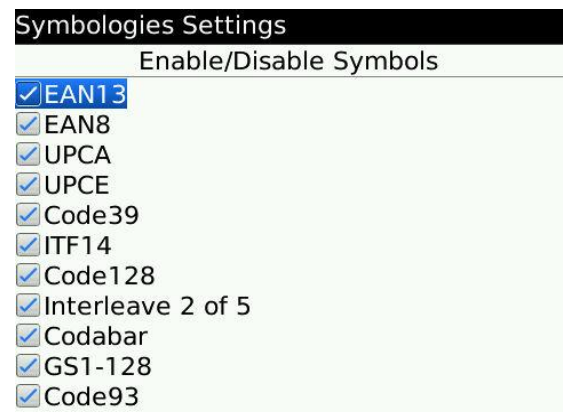 Symbologies Settings
Enable/Disable Symbols
EAN13
EAN8
UPCA
UPCE
Code39
ITF14
Code128
Interleave 2 of 5
Codabar
GS1-128
Code93